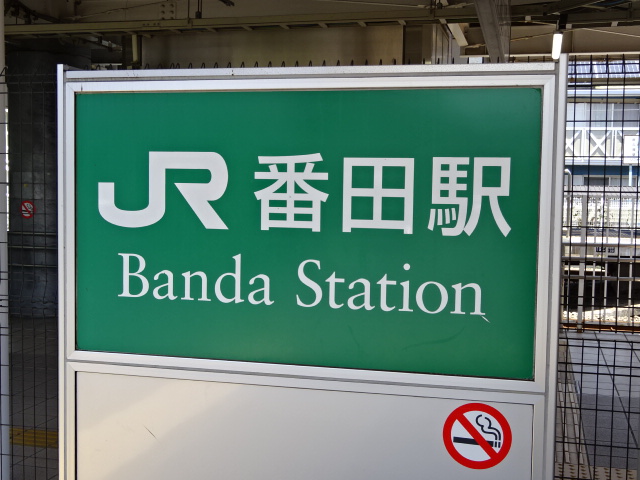 JR 番田駅
Banda Station